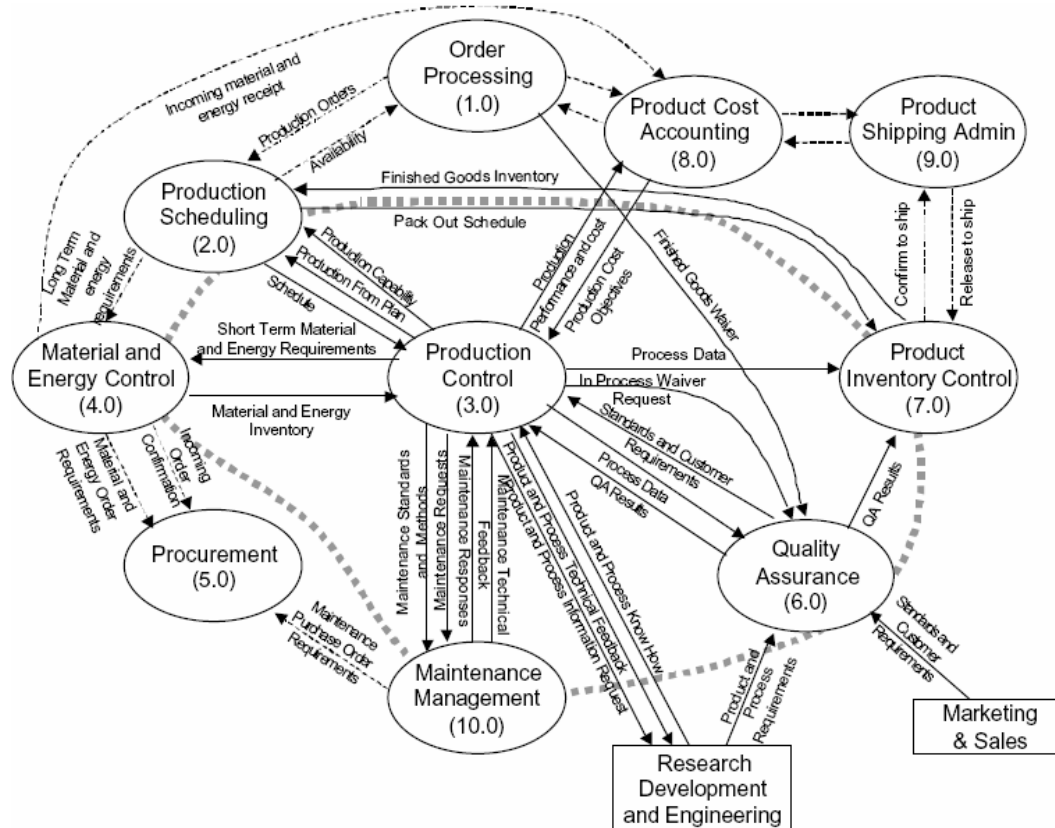 Order
Processing
(1.0)
Product Cost
Accounting
(8.0)
Product
Shipping Admin
(9.0)
Incoming material and
energy receipt
Production Orders
Availability
Production
Scheduling
(2.0)
Finished Goods Inventory
Pack Out Schedule
Long Term
Material and
energy
requirements
Production Capability
Production From Plan
Schedule
Production
Performance and cost
Production Cost
Objectives
Finished Goods Waiver
Confirm to ship
Release to ship
Material and
Energy Control
(4.0)
Short Term Material
and Energy Requirements
Material and Energy
Inventory
Production
Control
(3.0)
Process Data
In Process Waiver
Request
Product
Inventory Control
(7.0)
Standards and Customer
Requirements
Process Data
QA Results
QA Results
Incoming
Order
Confirmation
Material and
Energy Order
Requirements
Procurement
(5.0)
Maintenance
Purchase Order
Requirements
Maintenance Standards
and Methods
Maintenance Requests
Maintenance Responses
Maintenance Technical
Feedback
Product and Process Know How
Product and Process Technical Feedback
Product and Process Information Request
Quality
Assurance
(6.0)
Maintenance
Management
(10.0)
Product and
Process
Requirements
Standards and
Customer
Requirements
Marketing
& Sales
Research
Development
and Engineering